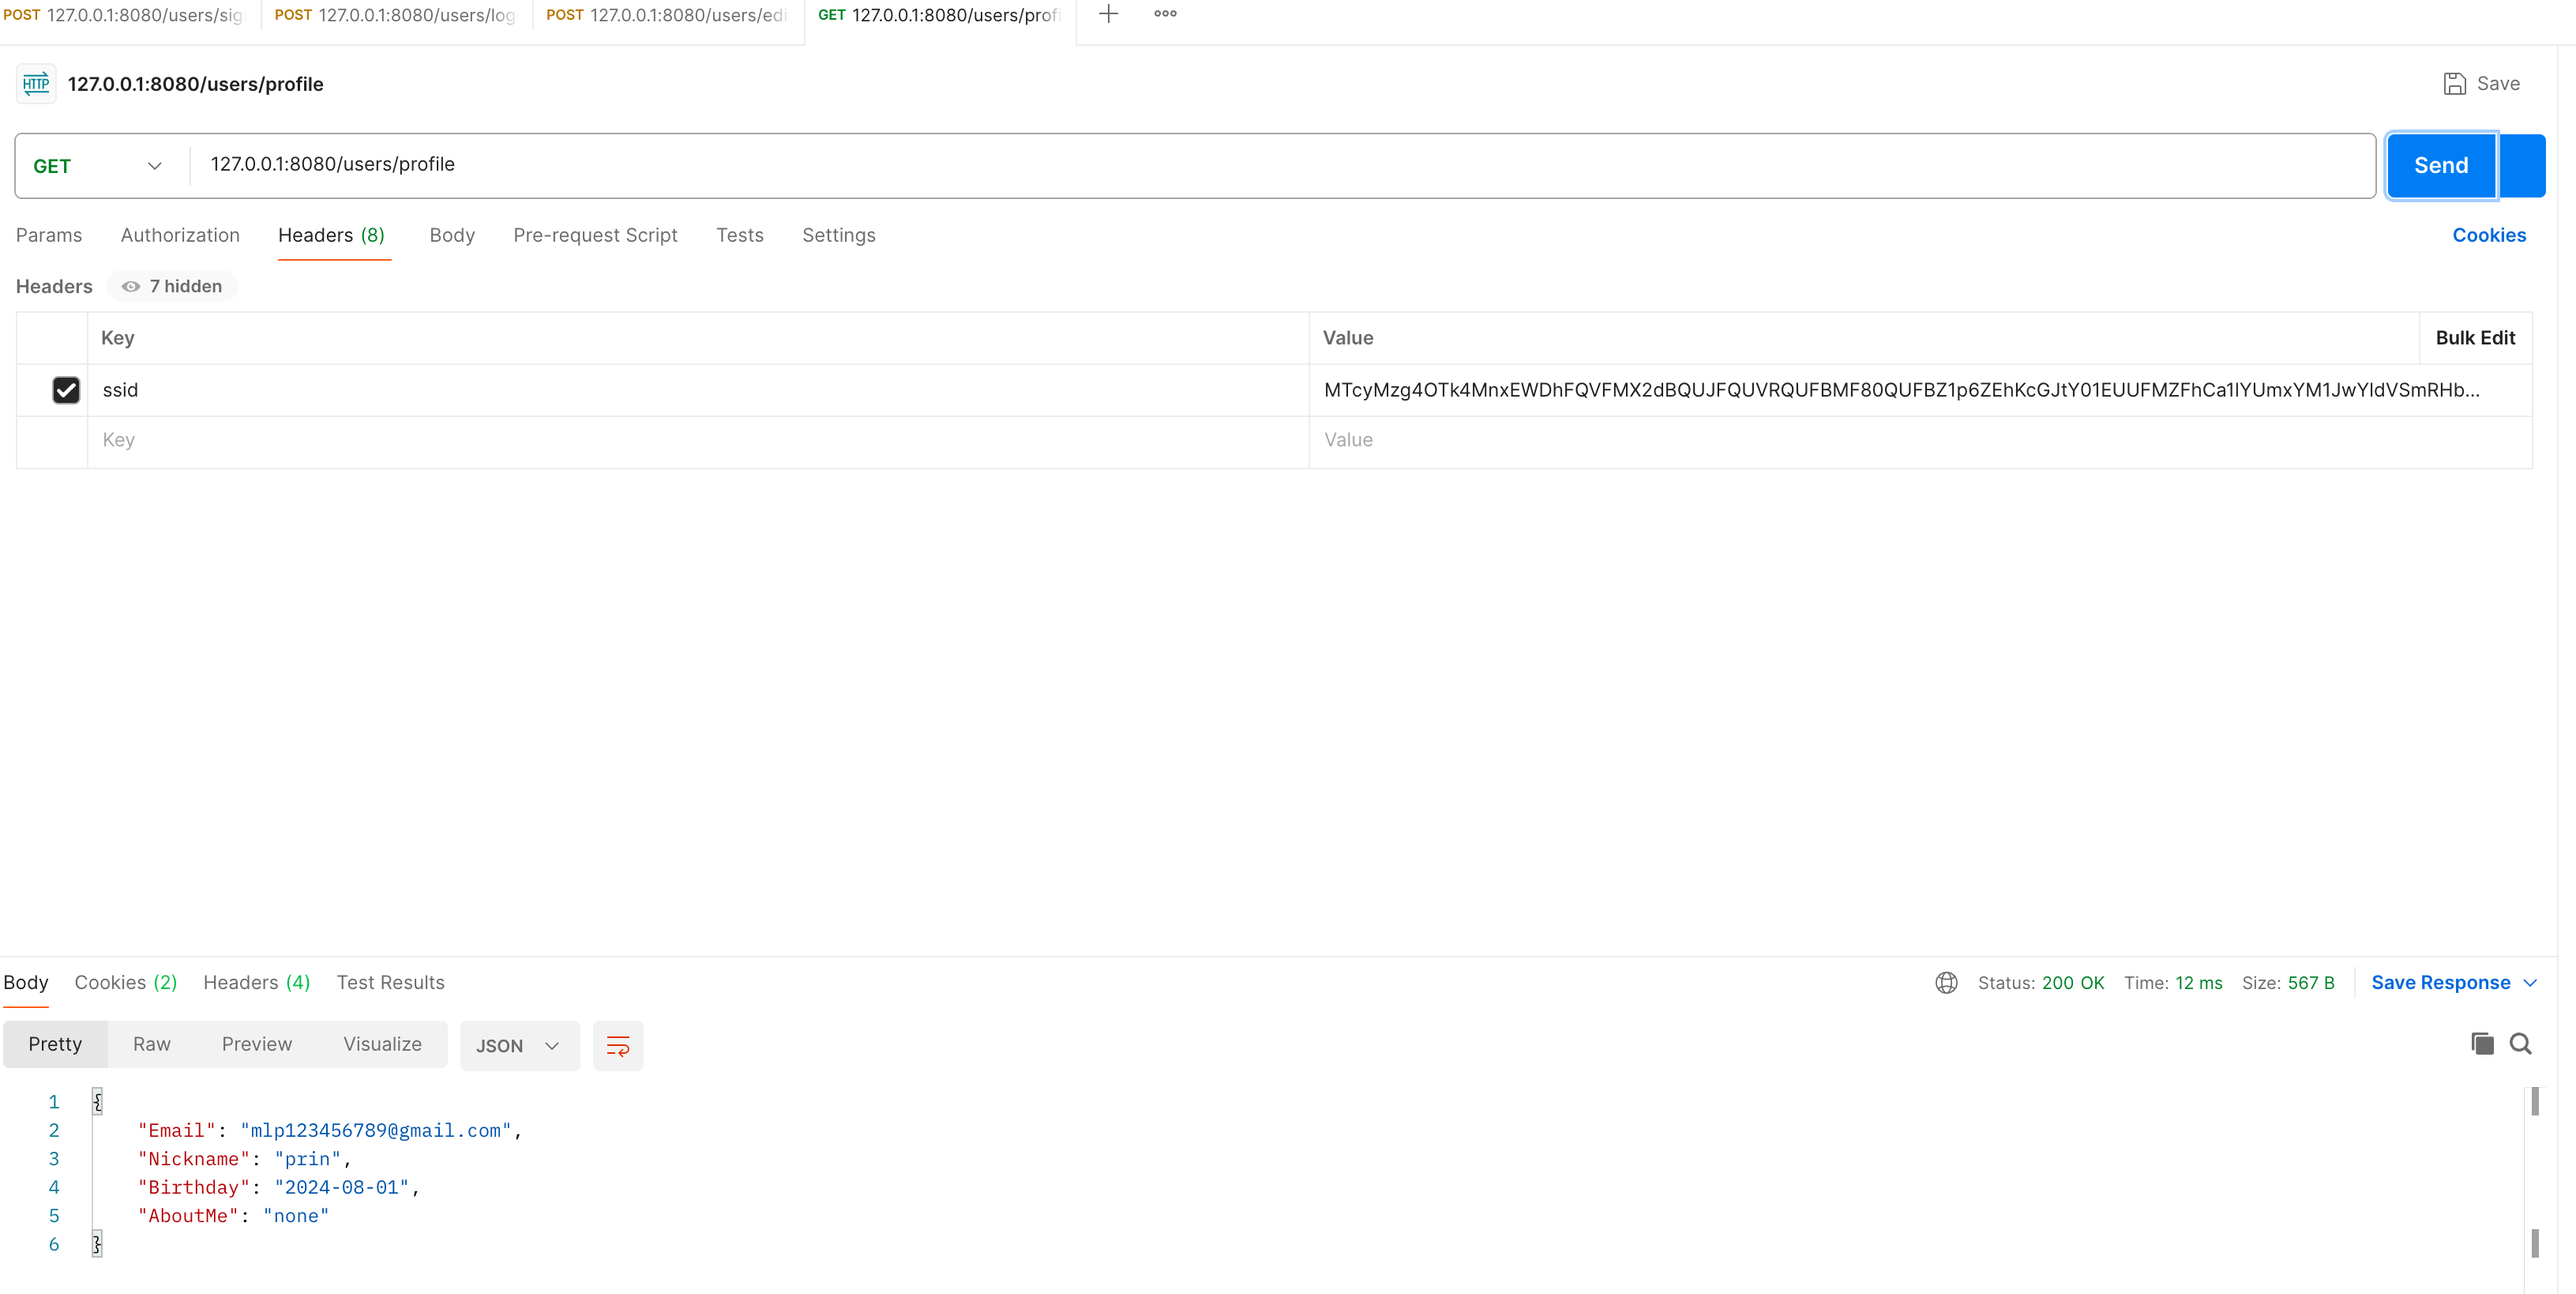 POST 127.0.0.1:8080/users/sig POST 127.0.0.1:8080/users/log POST 127.0.0.1:8080/users/edi GET 127.0.0.1:8080/users/prof
HTTP 127.0.0.1:8080/users/profile Save
GET 127.0.0.1:8080/users/profile Send
Params Authorization Headers (8) Body Pre-request Script Tests Settings Cookies
Headers 7 hidden
Key Value Bulk Edit
ssid MTcyMzg4OTk4MnxEWDhFQVFMX2dBQUJFQUVRQUFBMF80QUFBZ1p6ZEhKcGJtY01EUUFMZFhCa1lYUmxYM1JwYldVSmRHb...
Key Value
Body Cookies (2) Headers (4) Test Results Status: 200 OK Time: 12 ms Size: 567 B Save Response
Pretty Raw Preview Visualize JSON
1 {
2 "Email": "mlp123456789@gmail.com",
3 "Nickname": "prin",
4 "Birthday": "2024-08-01",
5 "AboutMe": "none"
6 }